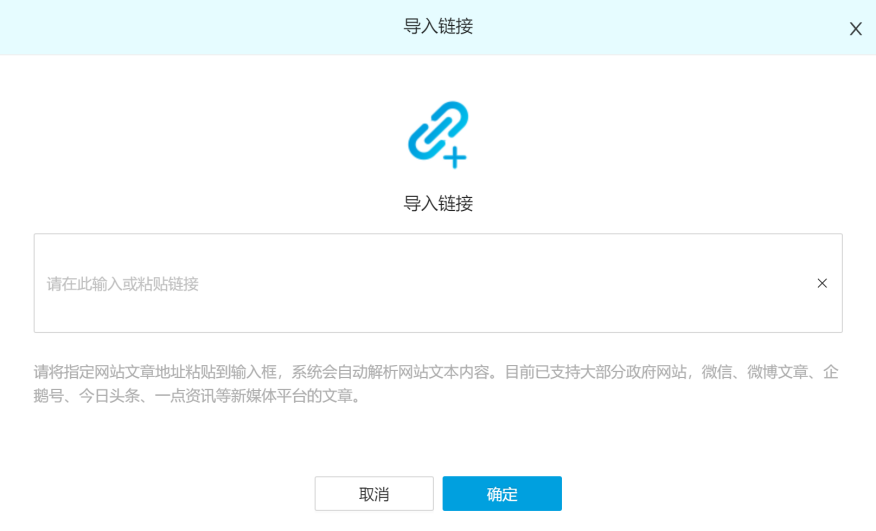 导入链接
X
导入链接
请在此输入或粘贴链接
请将指定网站文章地址粘贴到输入框，系统会自动解析网站文本内容。目前已支持大部分政府网站，微信、微博文章、企
鹅号、今日头条、一点资讯等新媒体平台的文章。
取消
确定